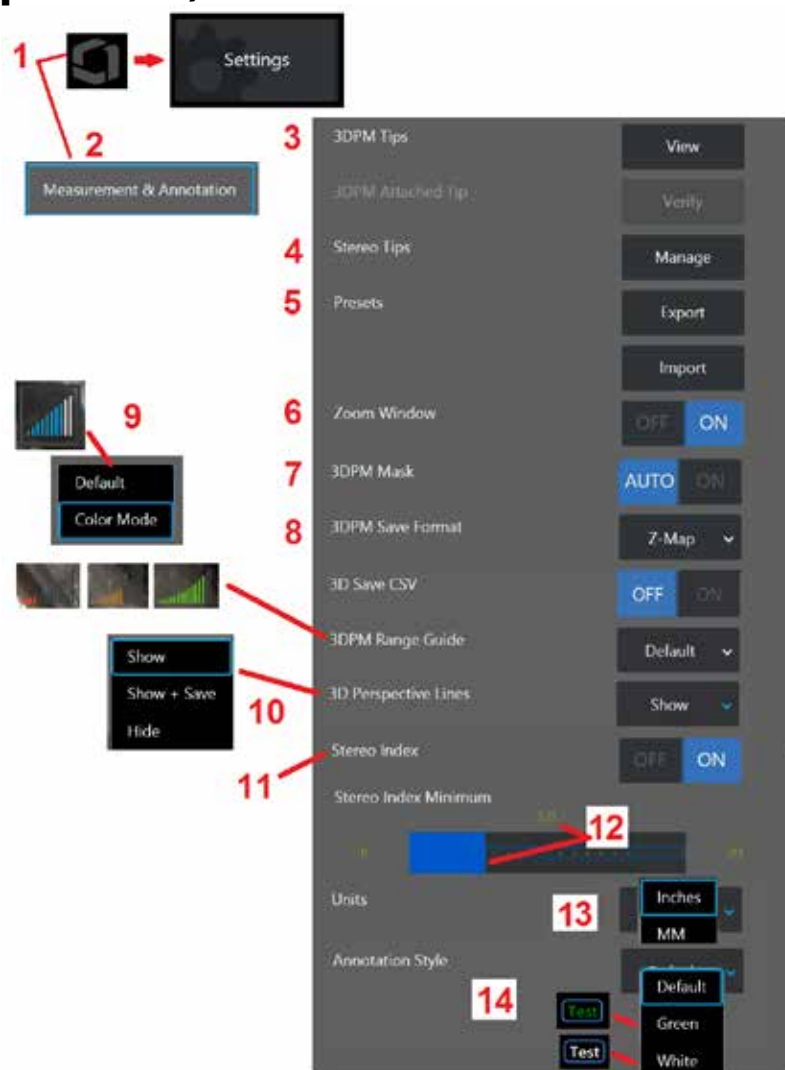 1
Settings
2
Measurement & Annotation
3
3DPM Tips
View
3DPM Attached Tip
Verify
4
Stereo Tips
Manage
5
Presets
Export
Import
9
6
Zoom Window
OFF
ON
Default
Color Mode
7
3DPM Mask
AUTO
ON
8
3DPM Save Format
Z-Map
3D Save CSV
OFF
ON
3DPM Range Guide
Default
Show
Show + Save
Hide
10
3D Perspective Lines
Show
11
Stereo Index
OFF
ON
Stereo Index Minimum
12
Units
13
Inches
MM
Annotation Style
14
Default
Test
Green
Test
White